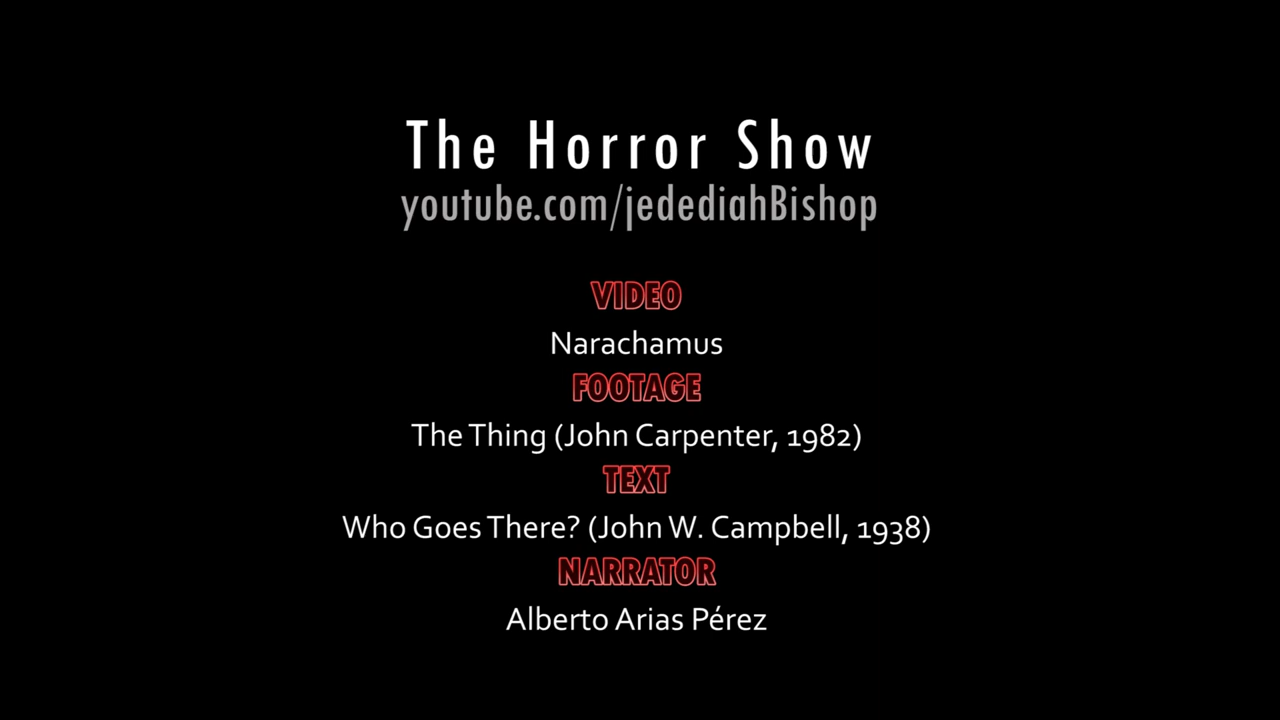 The Horror Show
youtube.com/jedediahBishop
VIDEO
Narachamus
FOOTAGE
The Thing (John Carpenter, 1982)
TEXT
Who Goes There? (John W. Campbell, 1938)
NARRATOR
Alberto Arias Pérez